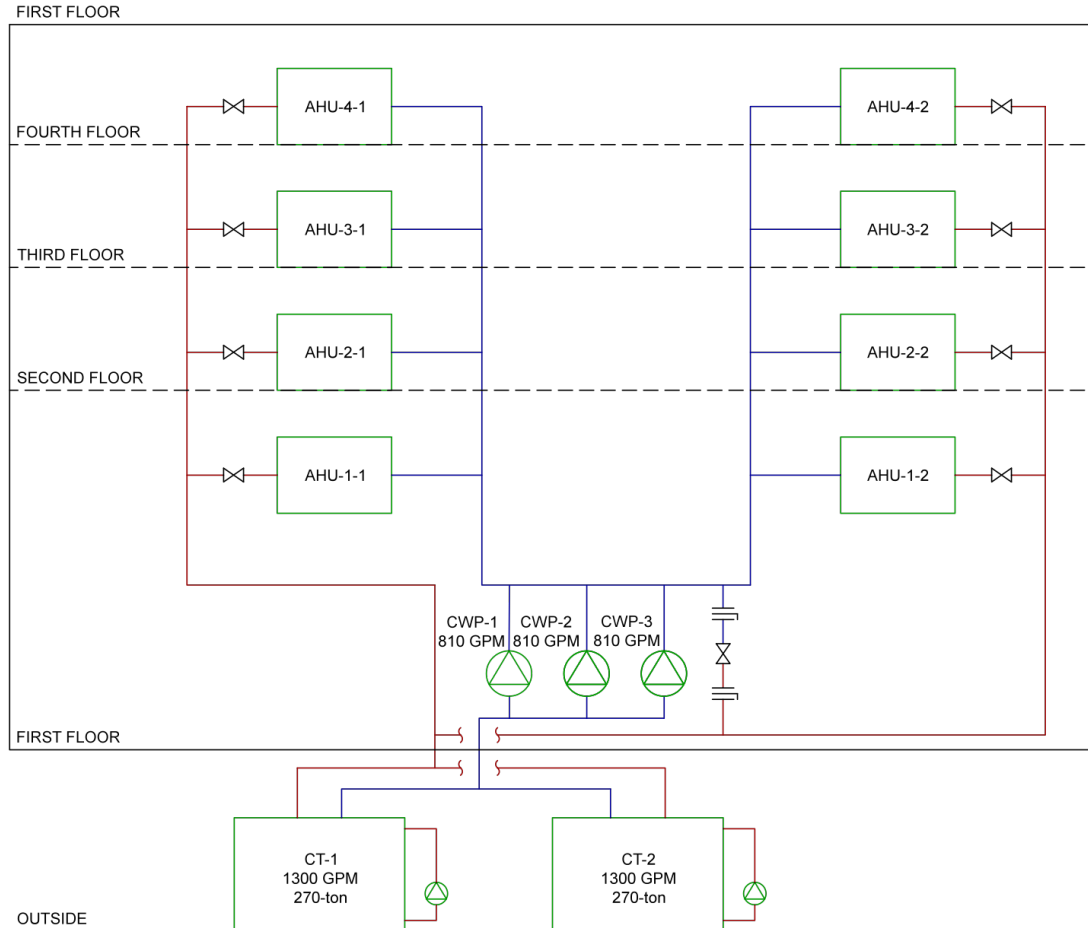 FIRST FLOOR
AHU-4-1
AHU-4-2
FOURTH FLOOR
AHU-3-1
AHU-3-2
THIRD FLOOR
AHU-2-1
AHU-2-2
SECOND FLOOR
AHU-1-1
AHU-1-2
CWP-1
810 GPM
CWP-2
810 GPM
CWP-3
810 GPM
FIRST FLOOR
CT-1
1300 GPM
270-ton
CT-2
1300 GPM
270-ton
OUTSIDE